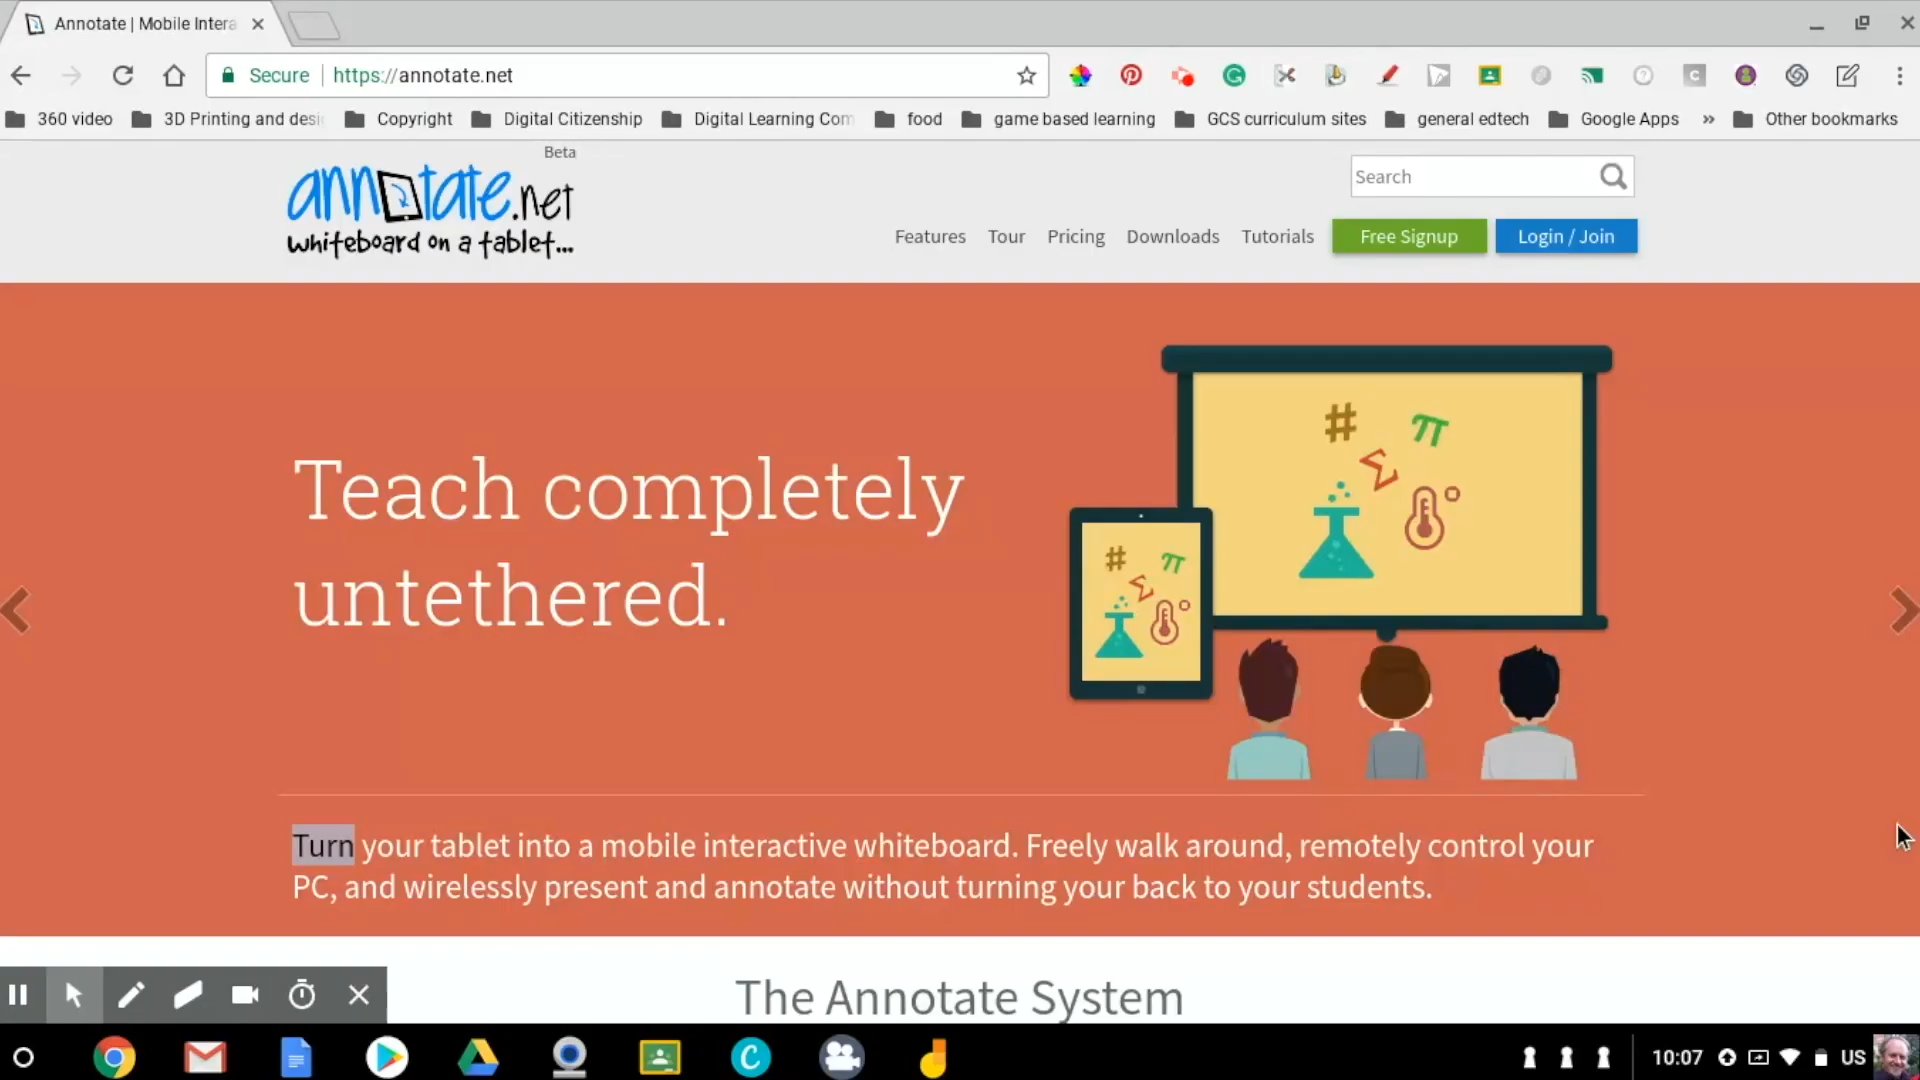 Annotate | Mobile Intera
Secure | https://annotate.net
360 video 3D Printing and desi Copyright Digital Citizenship Digital Learning Com food game based learning GCS curriculum sites general edtech Google Apps » Other bookmarks
Beta
annotate.net
whiteboard on a tablet...
Search
Features Tour Pricing Downloads Tutorials Free Signup Login / Join
# π
Σ
# π
Σ
Teach completely
untethered.
Turn your tablet into a mobile interactive whiteboard. Freely walk around, remotely control your
PC, and wirelessly present and annotate without turning your back to your students.
The Annotate System
10:07 US